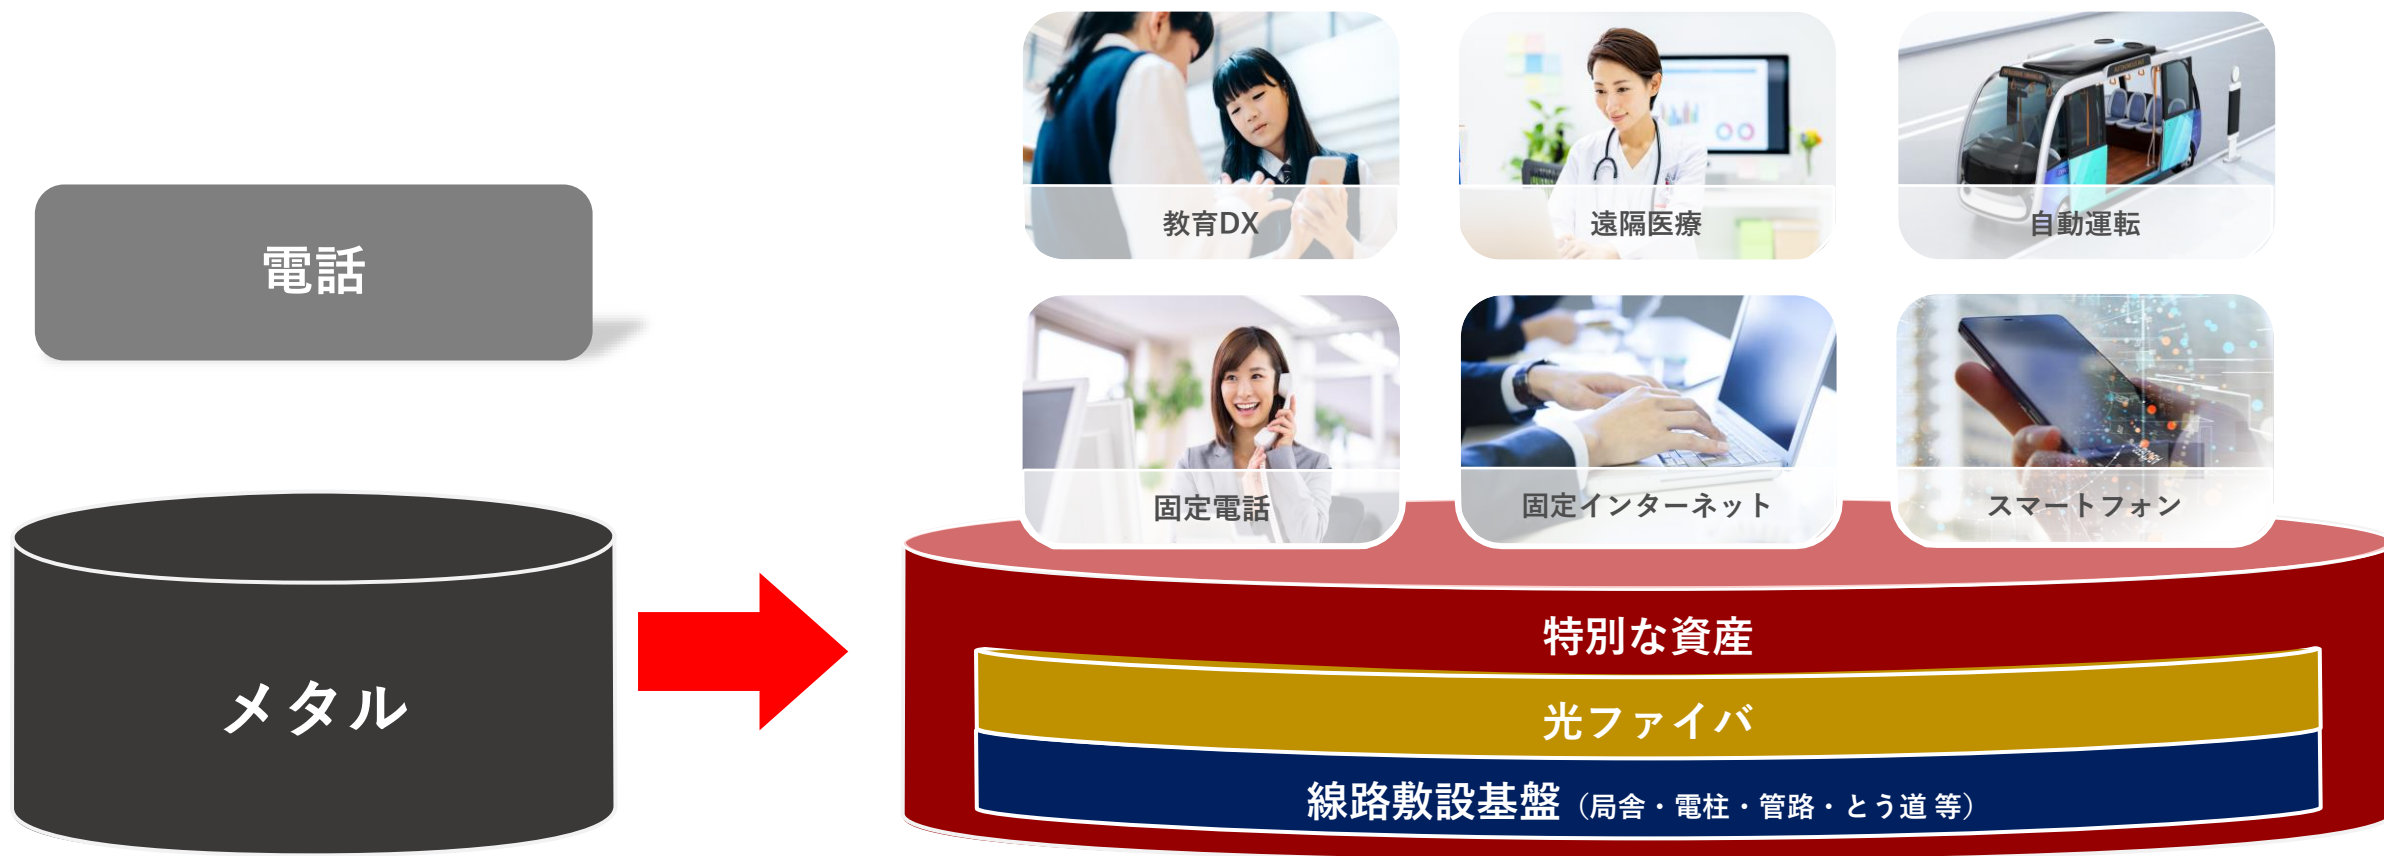 電話
メタル
教育DX
遠隔医療
自動運転
固定電話
固定インターネット
スマートフォン
特別な資産
光ファイバ
線路敷設基盤（局舎・電柱・管路・とう道 等）